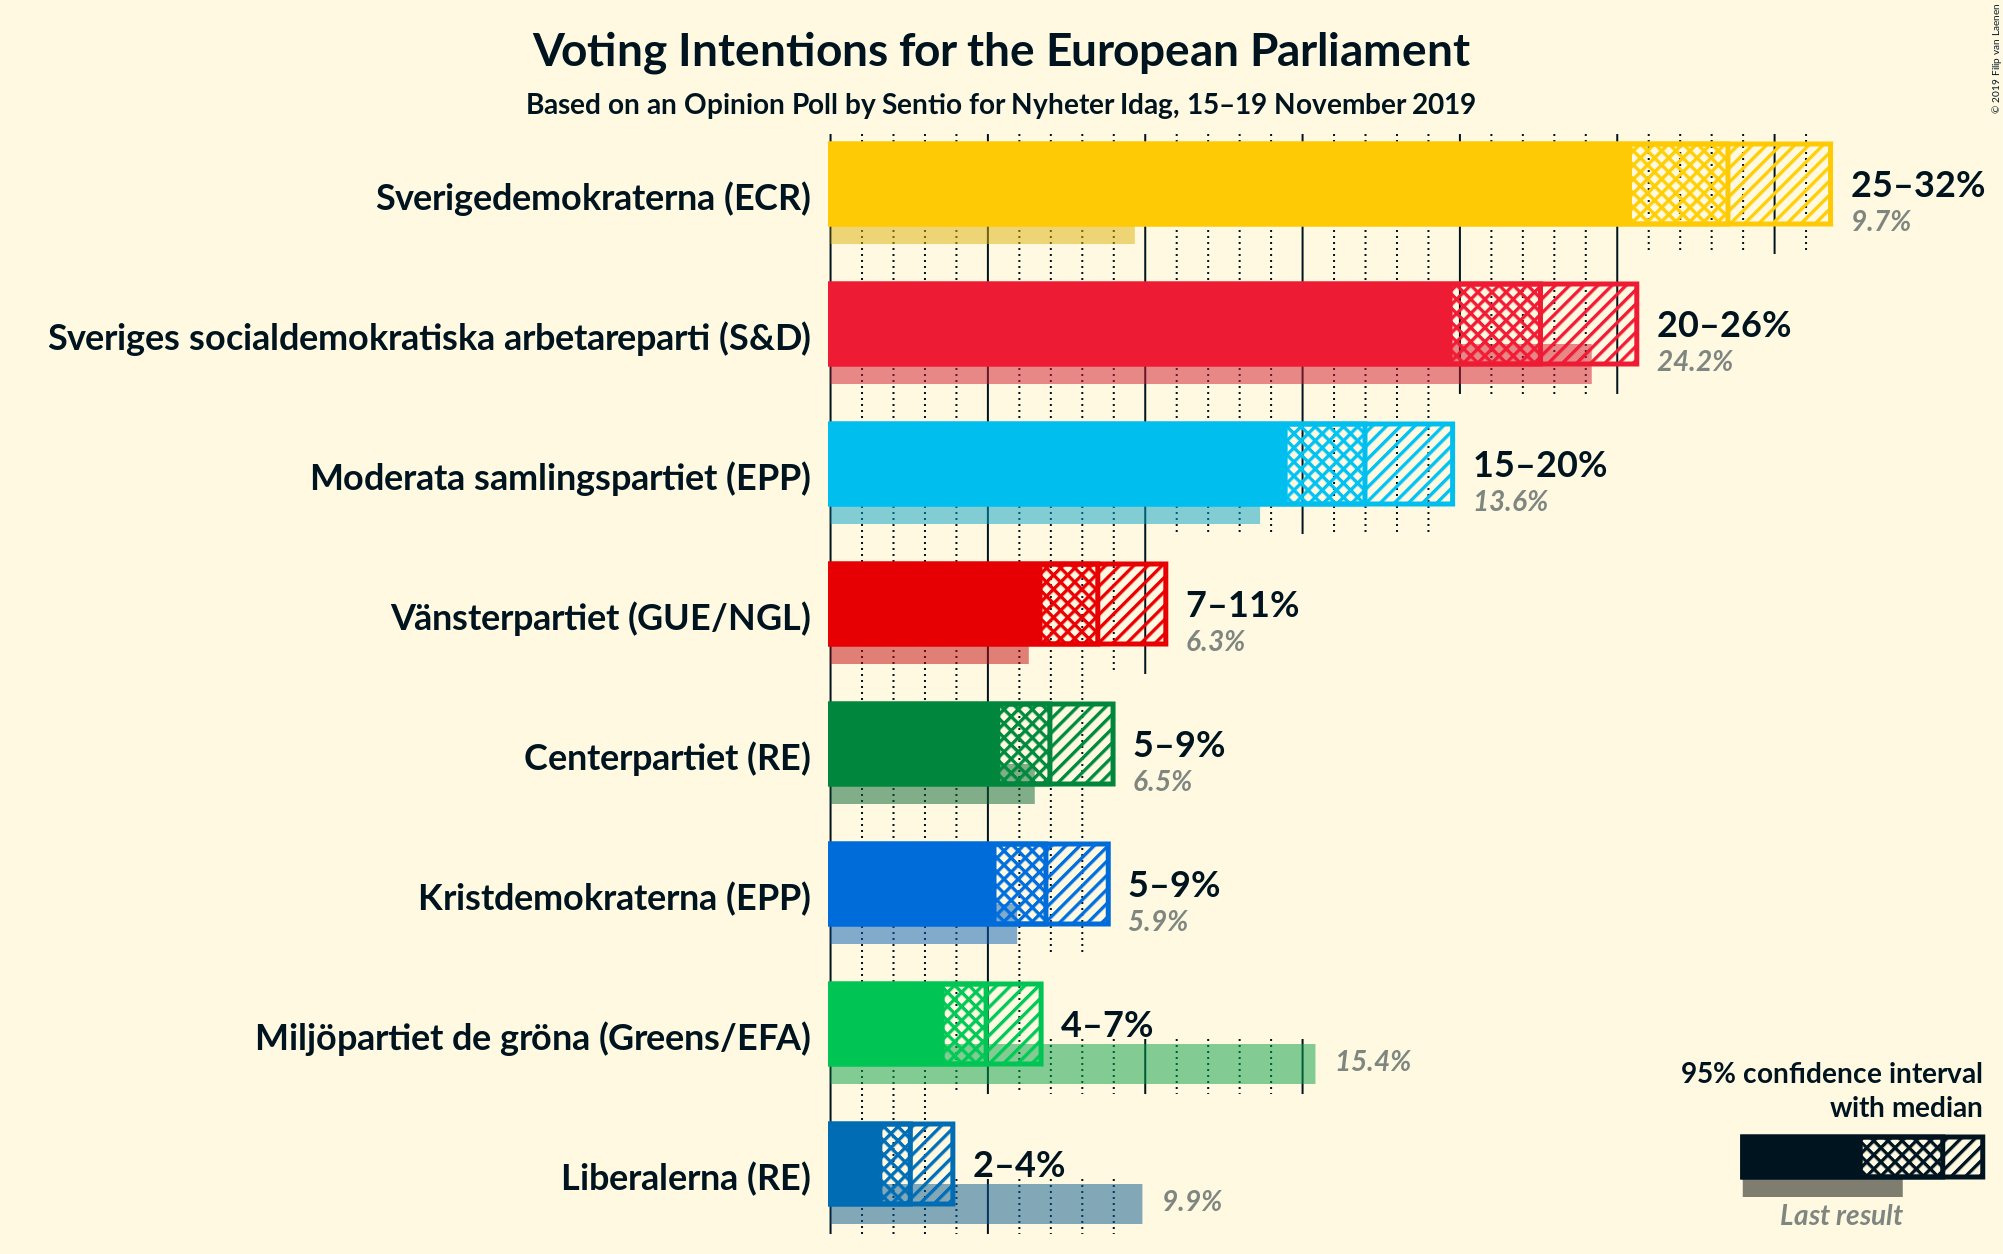 Voting Intentions for the European Parliament
Based on an Opinion Poll by Sentio for Nyheter Idag, 15–19 November 2019
© 2019 Filip van Laenen
Sverigedemokraterna (ECR)
25–32%
9.7%
Sveriges socialdemokratiska arbetareparti (S&D)
20–26%
24.2%
Moderata samlingspartiet (EPP)
15–20%
13.6%
Vänsterpartiet (GUE/NGL)
7–11%
6.3%
Centerpartiet (RE)
5–9%
6.5%
Kristdemokraterna (EPP)
5–9%
5.9%
Miljöpartiet de gröna (Greens/EFA)
4–7%
15.4%
Liberalerna (RE)
2–4%
9.9%
95% confidence interval
with median
Last result